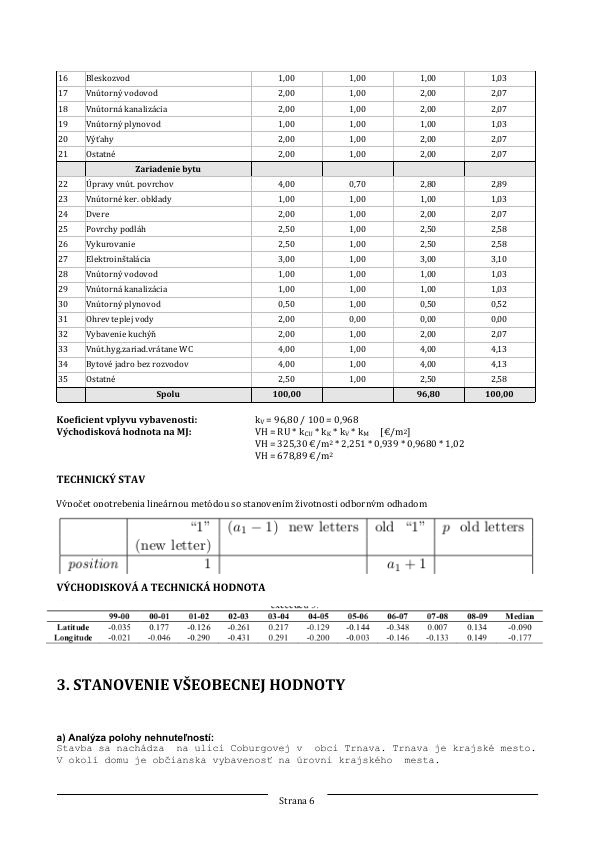 16 Bleskozvod 1,00 1,00 1,00 1,03
17 Vnútorný vodovod 2,00 1,00 2,00 2,07
18 Vnútorná kanalizácia 2,00 1,00 2,00 2,07
19 Vnútorný plynovod 1,00 1,00 1,00 1,03
20 Výťahy 2,00 1,00 2,00 2,07
21 Ostatné 2,00 1,00 2,00 2,07
Zariadenie bytu
22 Úpravy vnút. povrchov 4,00 0,70 2,80 2,89
23 Vnútorné ker. obklady 1,00 1,00 1,00 1,03
24 Dvere 2,00 1,00 2,00 2,07
25 Povrchy podláh 2,50 1,00 2,50 2,58
26 Vykurovanie 2,50 1,00 2,50 2,58
27 Elektroinštalácia 3,00 1,00 3,00 3,10
28 Vnútorný vodovod 1,00 1,00 1,00 1,03
29 Vnútorná kanalizácia 1,00 1,00 1,00 1,03
30 Vnútorný plynovod 0,50 1,00 0,50 0,52
31 Ohrev teplej vody 2,00 0,00 0,00 0,00
32 Vybavenie kuchýň 2,00 1,00 2,00 2,07
33 Vnút.hyg.zariad.vrátane WC 4,00 1,00 4,00 4,13
34 Bytové jadro bez rozvodov 4,00 1,00 4,00 4,13
35 Ostatné 2,50 1,00 2,50 2,58
Spolu 100,00 96,80 100,00
Koeficient vplyvu vybavenosti: kV = 96,80 / 100 = 0,968
Východisková hodnota na MJ: VH = RU * kCU * kK * kV * kM [€/m²]
VH = 325,30 €/m² * 2,251 * 0,939 * 0,9680 * 1,02
VH = 678,89 €/m²
TECHNICKÝ STAV
Výpočet opotrebenia lineárnou metódou so stanovením životnosti odborným odhadom
"1" (a₁ − 1) new letters old "1" p old letters
(new letter)
position 1 a₁ + 1
VÝCHODISKOVÁ A TECHNICKÁ HODNOTA
99-00 00-01 01-02 02-03 03-04 04-05 05-06 06-07 07-08 08-09 Median
Latitude -0.035 0.177 -0.126 -0.261 0.217 -0.129 -0.144 -0.348 0.007 0.134 -0.090
Longitude -0.021 -0.046 -0.290 -0.431 0.291 -0.200 -0.003 -0.146 -0.133 0.149 -0.177
3. STANOVENIE VŠEOBECNEJ HODNOTY
a) Analýza polohy nehnuteľností:
Stavba sa nachádza na ulici Coburgovej v obci Trnava. Trnava je krajské mesto.
V okolí domu je občianska vybavenosť na úrovni krajského mesta.
Strana 6